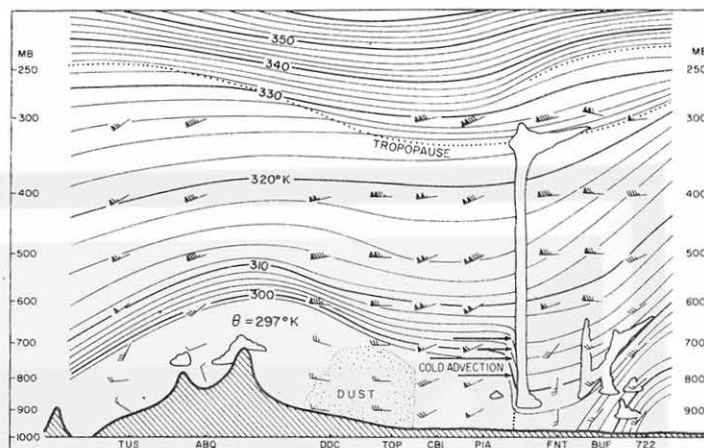 350
MB
MB
340
250
250
330
300
300
TROPOPAUSE
320°K
400
400
500
500
310
600
600
300
θ = 297°K
700
700
COLD ADVECTION
800
800
DUST
900
900
1000
TUS ABQ DDC TOP CBI PIA FNT BUF 722